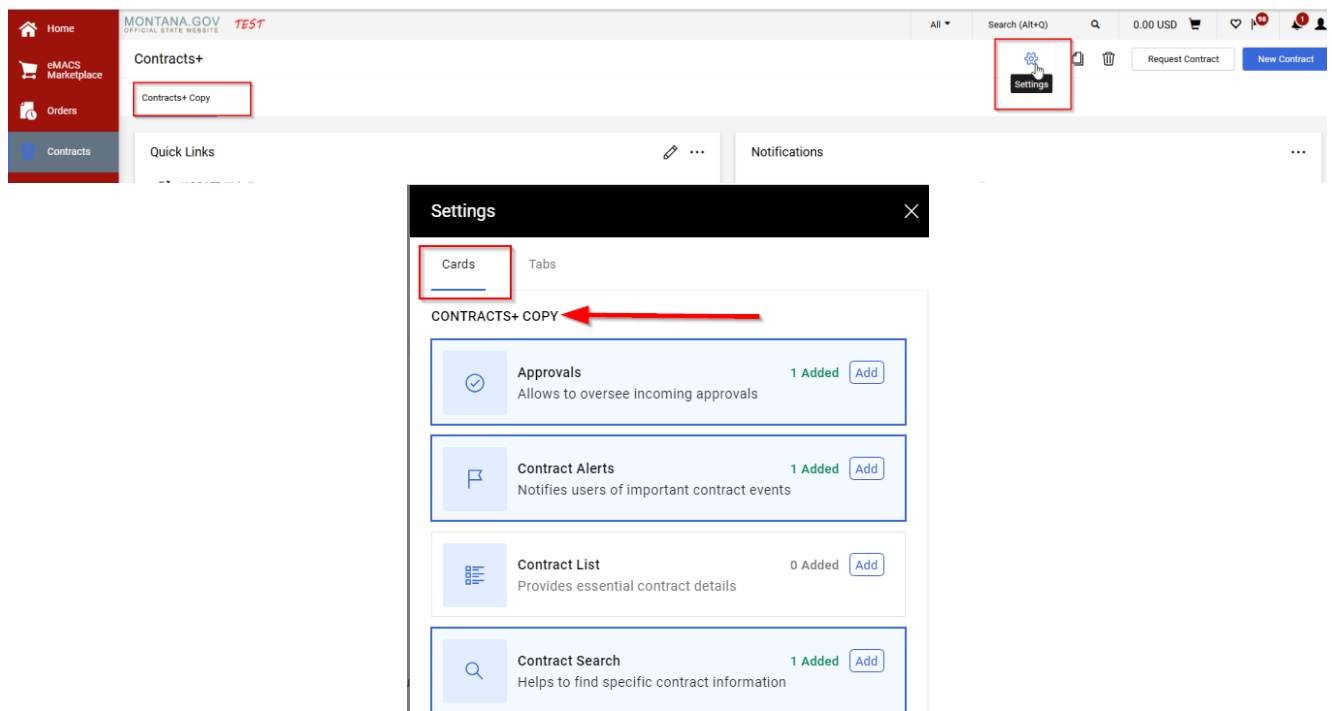 Home
MONTANA.GOV
OFFICIAL STATE WEBSITE
TEST
All
Search (Alt+Q)
0.00 USD
98
1
eMACS
Marketplace
Contracts+
Request Contract
New Contract
Settings
Orders
Contracts+ Copy
Contracts
Quick Links
...
Notifications
...
Settings
Cards
Tabs
CONTRACTS+ COPY
Approvals
1 Added
Add
Allows to oversee incoming approvals
Contract Alerts
1 Added
Add
Notifies users of important contract events
Contract List
0 Added
Add
Provides essential contract details
Contract Search
1 Added
Add
Helps to find specific contract information